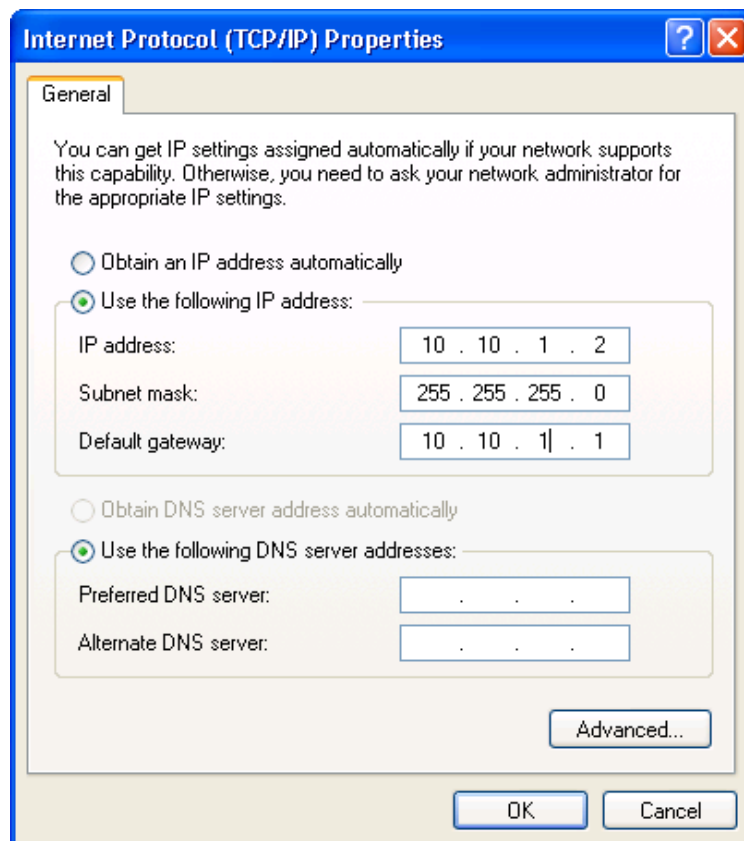 Internet Protocol (TCP/IP) Properties
General
You can get IP settings assigned automatically if your network supports
this capability. Otherwise, you need to ask your network administrator for
the appropriate IP settings.
Obtain an IP address automatically
Use the following IP address:
IP address: 10 . 10 . 1 . 2
Subnet mask: 255 . 255 . 255 . 0
Default gateway: 10 . 10 . 1 . 1
Obtain DNS server address automatically
Use the following DNS server addresses:
Preferred DNS server: . . .
Alternate DNS server: . . .
Advanced...
OK Cancel